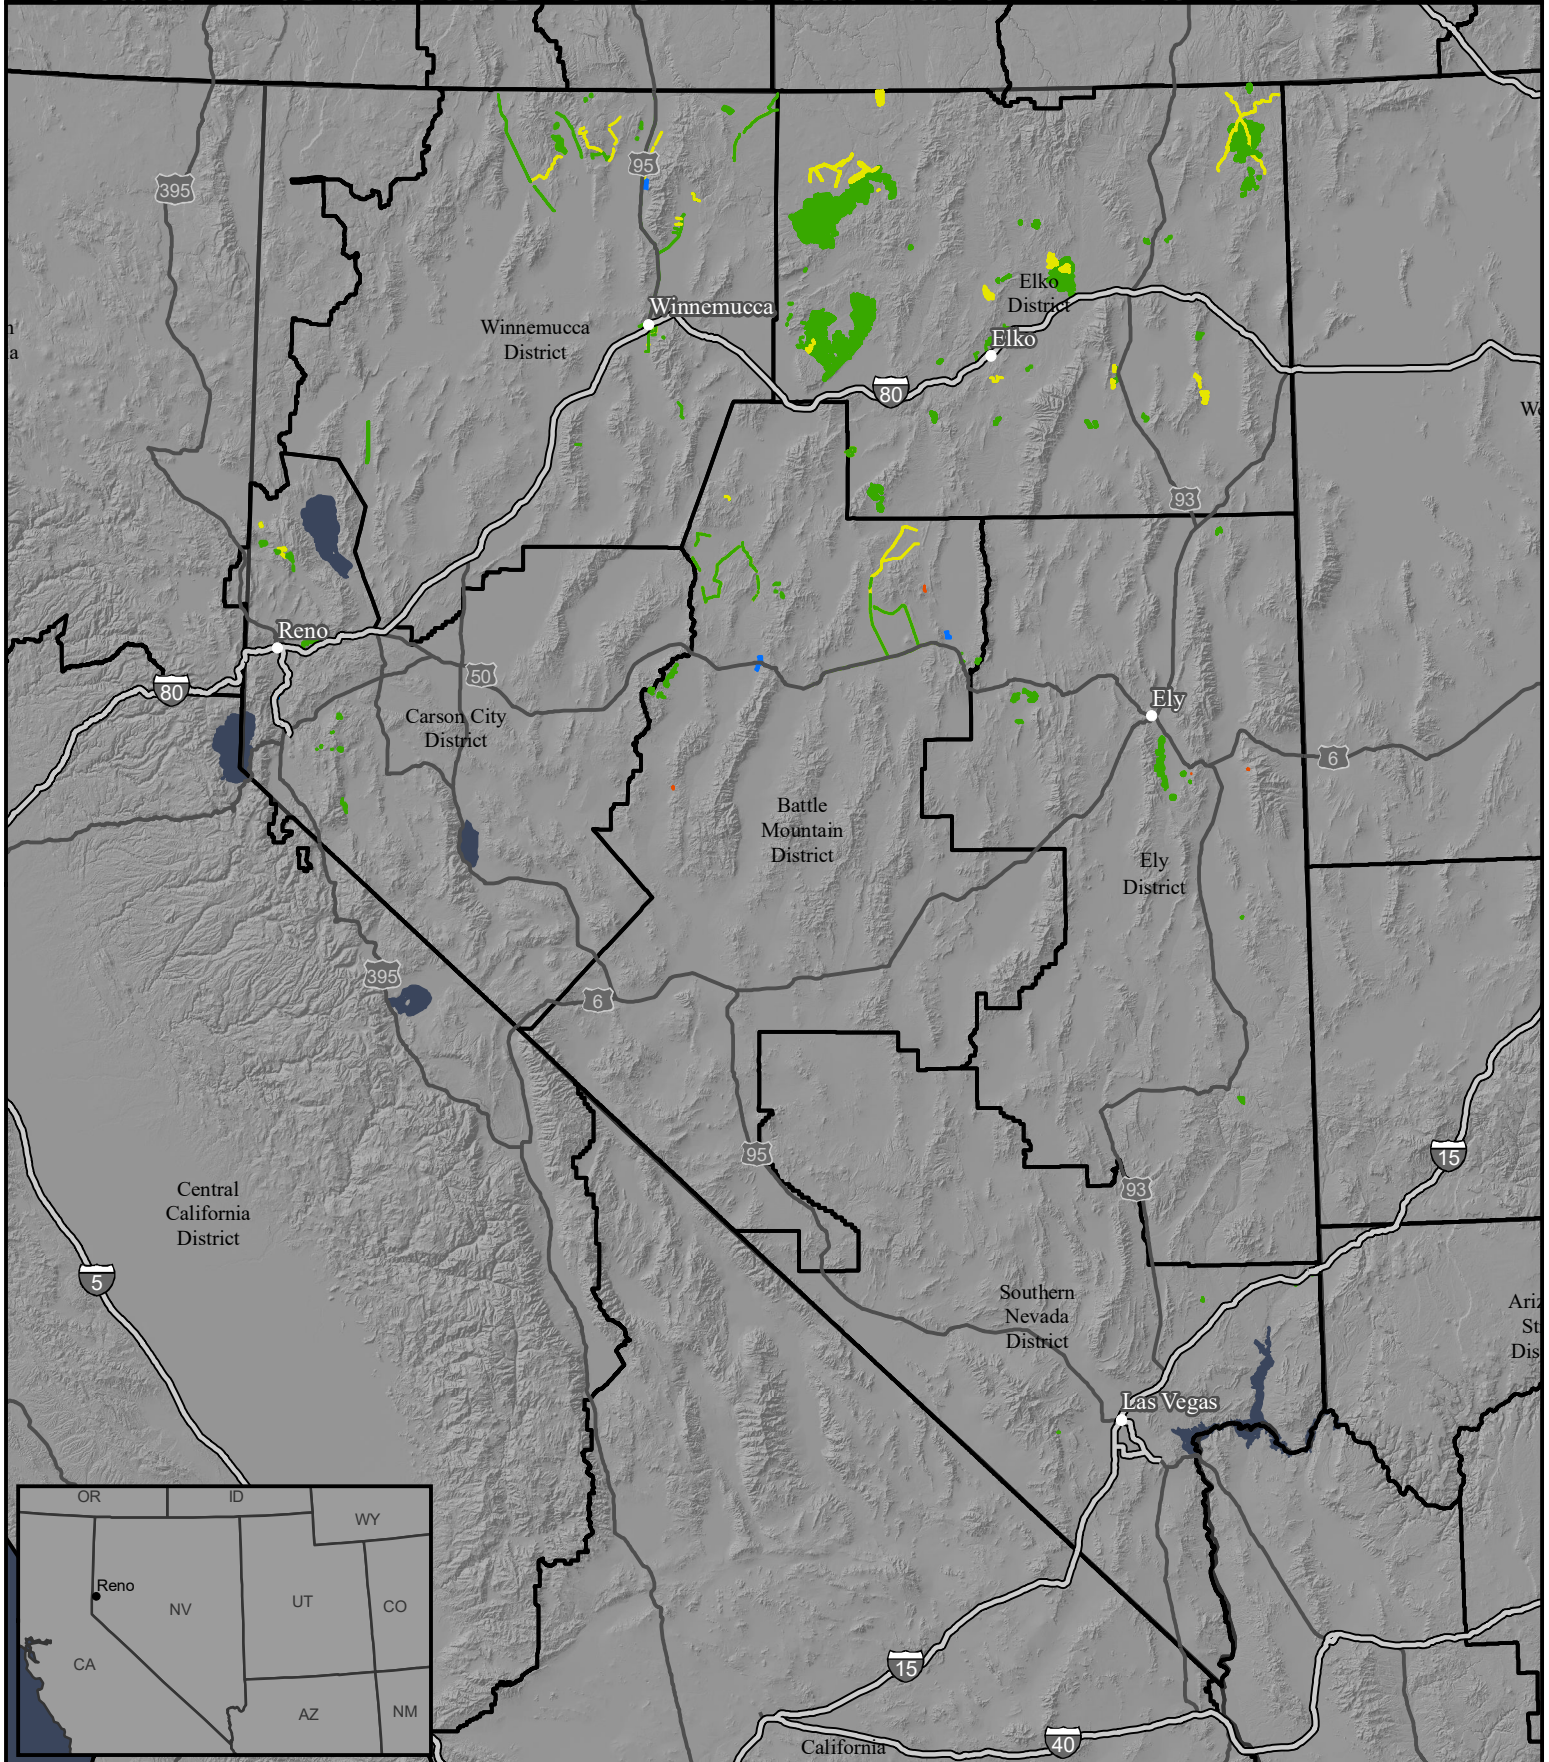 95
395
Winnemucca
Elko
District
Winnemucca
District
Elko
80
93
Reno
50
80
Ely
Carson City
District
6
Battle
Mountain
District
Ely
District
395
6
95
15
93
Central
California
District
5
Southern
Nevada
District
Las Vegas
OR
ID
WY
Reno
NV
UT
CO
CA
AZ
NM
15
40
California